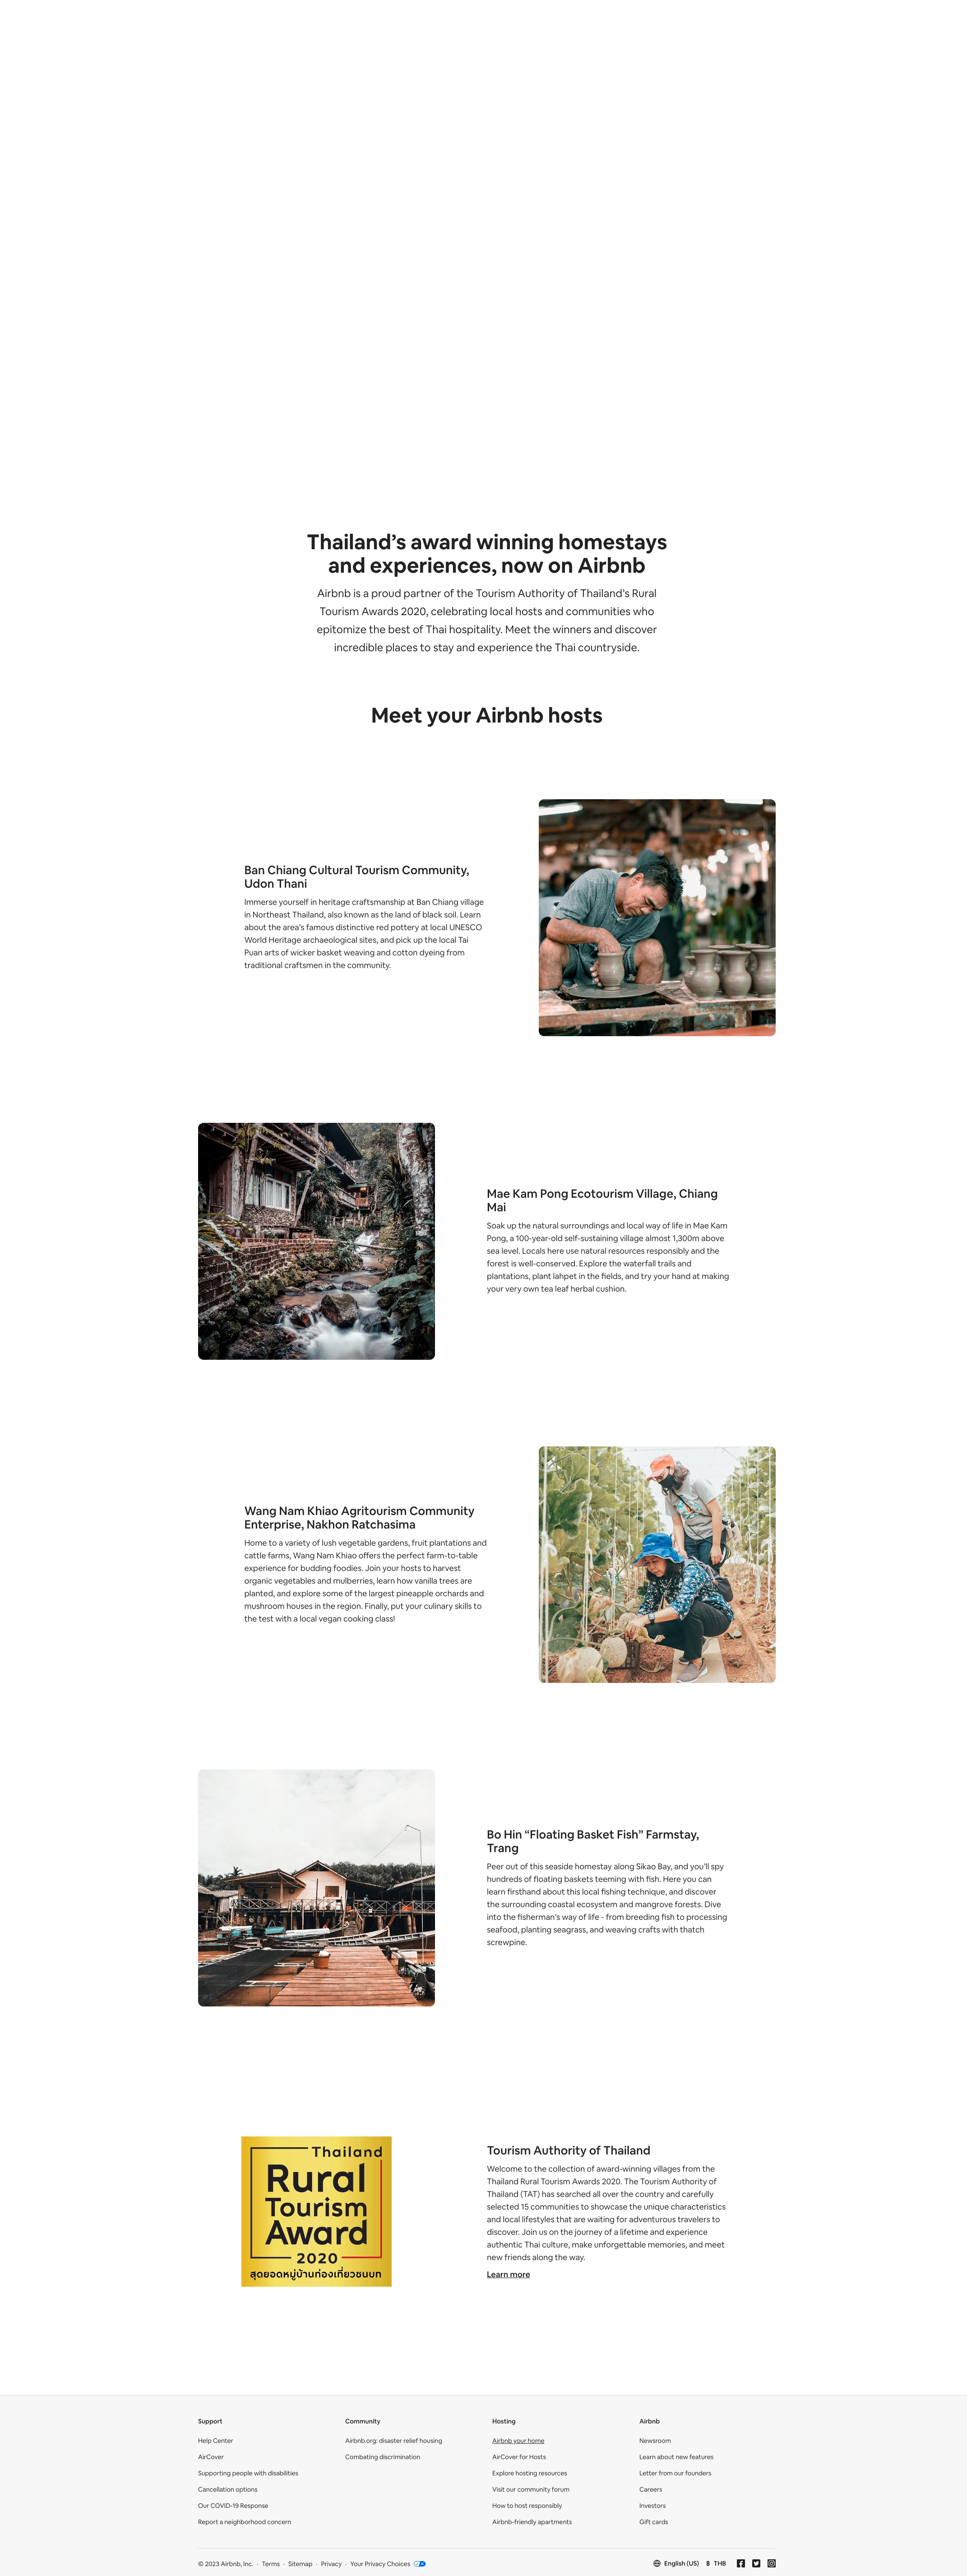 Thailand’s award winning homestays
and experiences, now on Airbnb
Airbnb is a proud partner of the Tourism Authority of Thailand’s Rural
Tourism Awards 2020, celebrating local hosts and communities who
epitomize the best of Thai hospitality. Meet the winners and discover
incredible places to stay and experience the Thai countryside.
Meet your Airbnb hosts
Ban Chiang Cultural Tourism Community,
Udon Thani
Immerse yourself in heritage craftsmanship at Ban Chiang village
in Northeast Thailand, also known as the land of black soil. Learn
about the area’s famous distinctive red pottery at local UNESCO
World Heritage archaeological sites, and pick up the local Tai
Puan arts of wicker basket weaving and cotton dyeing from
traditional craftsmen in the community.
Mae Kam Pong Ecotourism Village, Chiang
Mai
Soak up the natural surroundings and local way of life in Mae Kam
Pong, a 100-year-old self-sustaining village almost 1,300m above
sea level. Locals here use natural resources responsibly and the
forest is well-conserved. Explore the waterfall trails and
plantations, plant lahpet in the fields, and try your hand at making
your very own tea leaf herbal cushion.
Wang Nam Khiao Agritourism Community
Enterprise, Nakhon Ratchasima
Home to a variety of lush vegetable gardens, fruit plantations and
cattle farms, Wang Nam Khiao offers the perfect farm-to-table
experience for budding foodies. Join your hosts to harvest
organic vegetables and mulberries, learn how vanilla trees are
planted, and explore some of the largest pineapple orchards and
mushroom houses in the region. Finally, put your culinary skills to
the test with a local vegan cooking class!
Bo Hin “Floating Basket Fish” Farmstay,
Trang
Peer out of this seaside homestay along Sikao Bay, and you’ll spy
hundreds of floating baskets teeming with fish. Here you can
learn firsthand about this local fishing technique, and discover
the surrounding coastal ecosystem and mangrove forests. Dive
into the fisherman’s way of life - from breeding fish to processing
seafood, planting seagrass, and weaving crafts with thatch
screwpine.
Thailand
Rural
Tourism
Award
2020
สุดยอดหมู่บ้านท่องเที่ยวชนบท
Tourism Authority of Thailand
Welcome to the collection of award-winning villages from the
Thailand Rural Tourism Awards 2020. The Tourism Authority of
Thailand (TAT) has searched all over the country and carefully
selected 15 communities to showcase the unique characteristics
and local lifestyles that are waiting for adventurous travelers to
discover. Join us on the journey of a lifetime and experience
authentic Thai culture, make unforgettable memories, and meet
new friends along the way.
Learn more
Support
Help Center
AirCover
Supporting people with disabilities
Cancellation options
Our COVID-19 Response
Report a neighborhood concern
Community
Airbnb.org: disaster relief housing
Combating discrimination
Hosting
Airbnb your home
AirCover for Hosts
Explore hosting resources
Visit our community forum
How to host responsibly
Airbnb-friendly apartments
Airbnb
Newsroom
Learn about new features
Letter from our founders
Careers
Investors
Gift cards
© 2023 Airbnb, Inc. · Terms · Sitemap · Privacy · Your Privacy Choices
English (US) ฿ THB